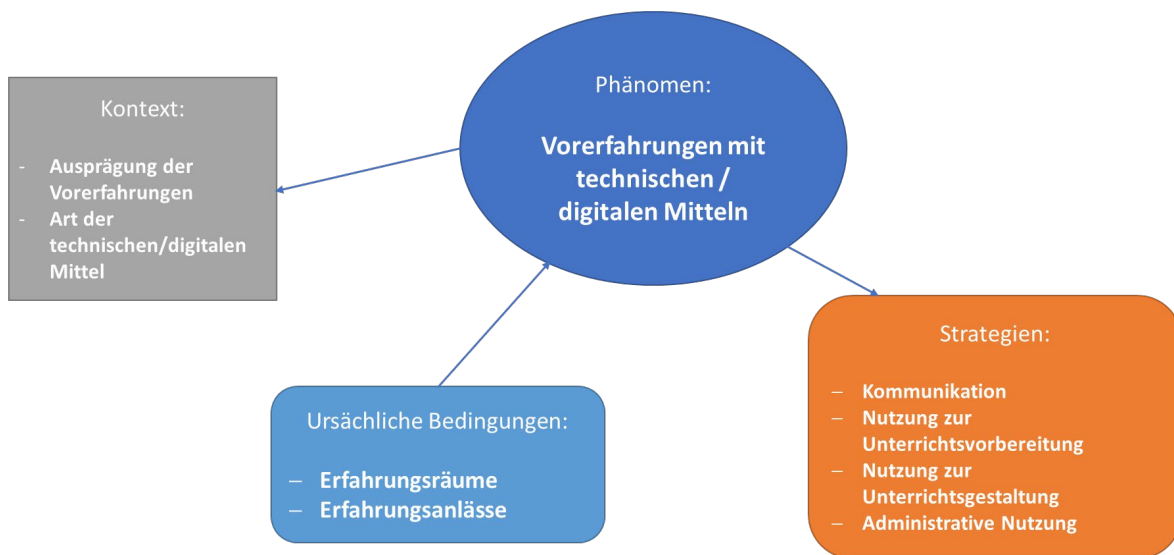 Phänomen:
Vorerfahrungen mit
technischen /
digitalen Mitteln
Kontext:
- Ausprägung der
Vorerfahrungen
- Art der
technischen/digitalen
Mittel
Ursächliche Bedingungen:
– Erfahrungsräume
– Erfahrungsanlässe
Strategien:
– Kommunikation
– Nutzung zur
Unterrichtsvorbereitung
– Nutzung zur
Unterrichtsgestaltung
– Administrative Nutzung